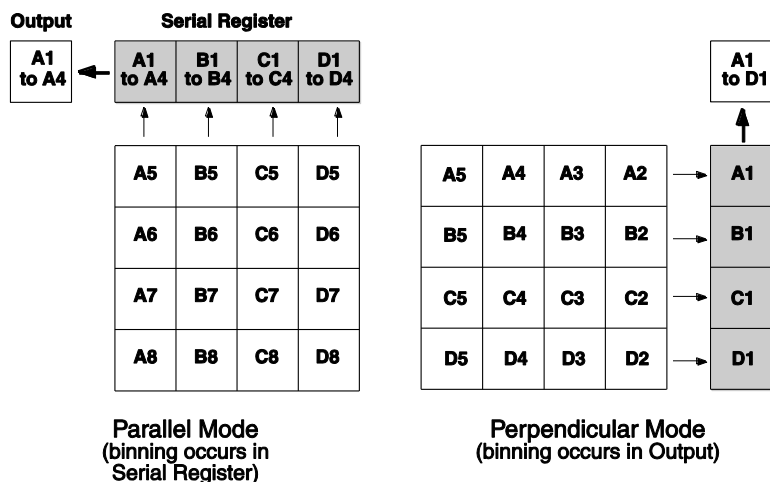 Output
Serial Register
A1
to A4
A1
to A4
B1
to B4
C1
to C4
D1
to D4
A5 B5 C5 D5
A6 B6 C6 D6
A7 B7 C7 D7
A8 B8 C8 D8
Parallel Mode
(binning occurs in
Serial Register)
A1
to D1
A5 A4 A3 A2 A1
B5 B4 B3 B2 B1
C5 C4 C3 C2 C1
D5 D4 D3 D2 D1
Perpendicular Mode
(binning occurs in Output)